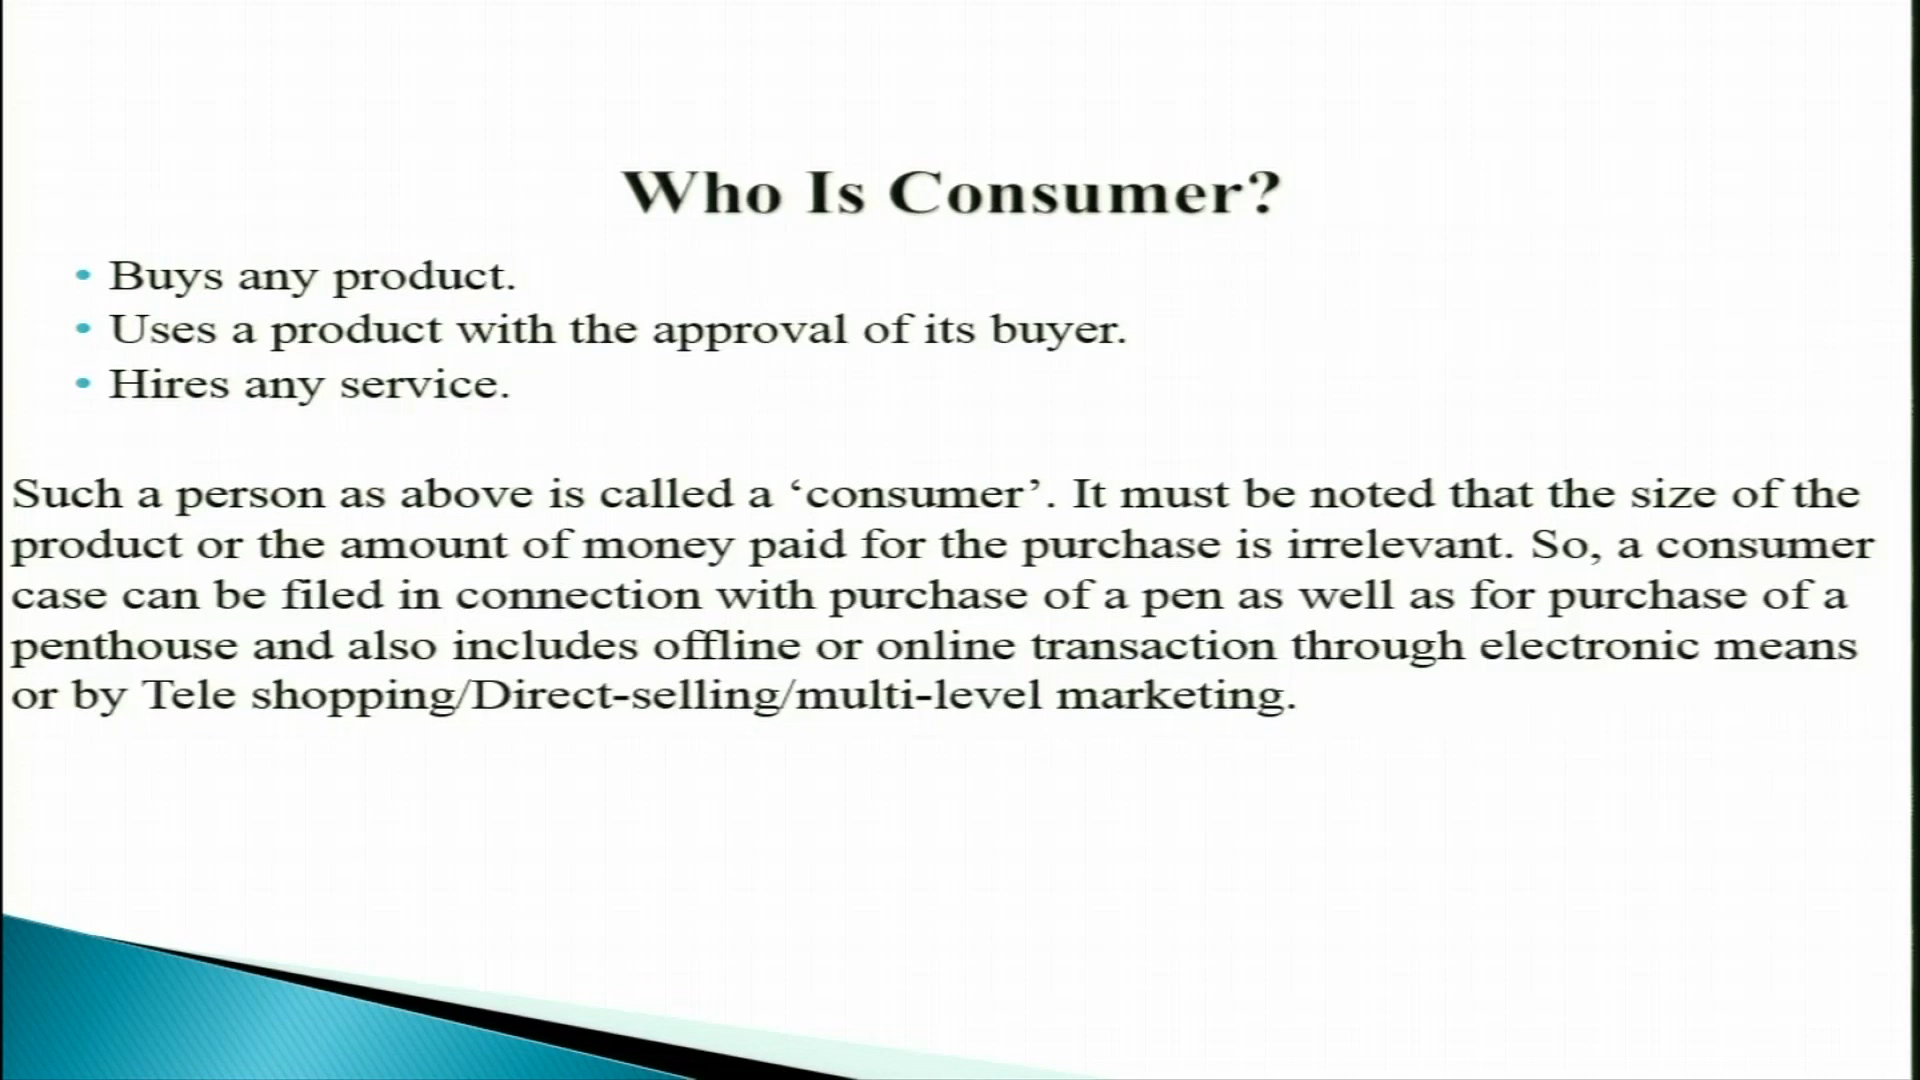 Who Is Consumer?
• Buys any product.
• Uses a product with the approval of its buyer.
• Hires any service.
Such a person as above is called a ‘consumer’. It must be noted that the size of the
product or the amount of money paid for the purchase is irrelevant. So, a consumer
case can be filed in connection with purchase of a pen as well as for purchase of a
penthouse and also includes offline or online transaction through electronic means
or by Tele shopping/Direct-selling/multi-level marketing.